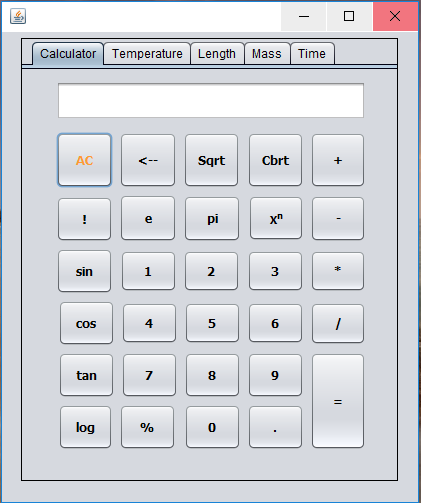 Calculator Temperature Length Mass Time
AC <-- Sqrt Cbrt +
! e pi xⁿ -
sin 1 2 3 *
cos 4 5 6 /
tan 7 8 9
log % 0 . =